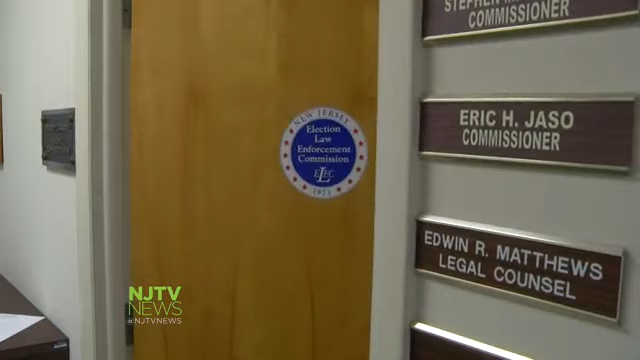 STEPHEN
COMMISSIONER
ERIC H. JASO
COMMISSIONER
EDWIN R. MATTHEWS
LEGAL COUNSEL
NEW JERSEY
Election
Law
Enforcement
Commission
ELEC
1973
NJTV
NEWS
@NJTVNEWS